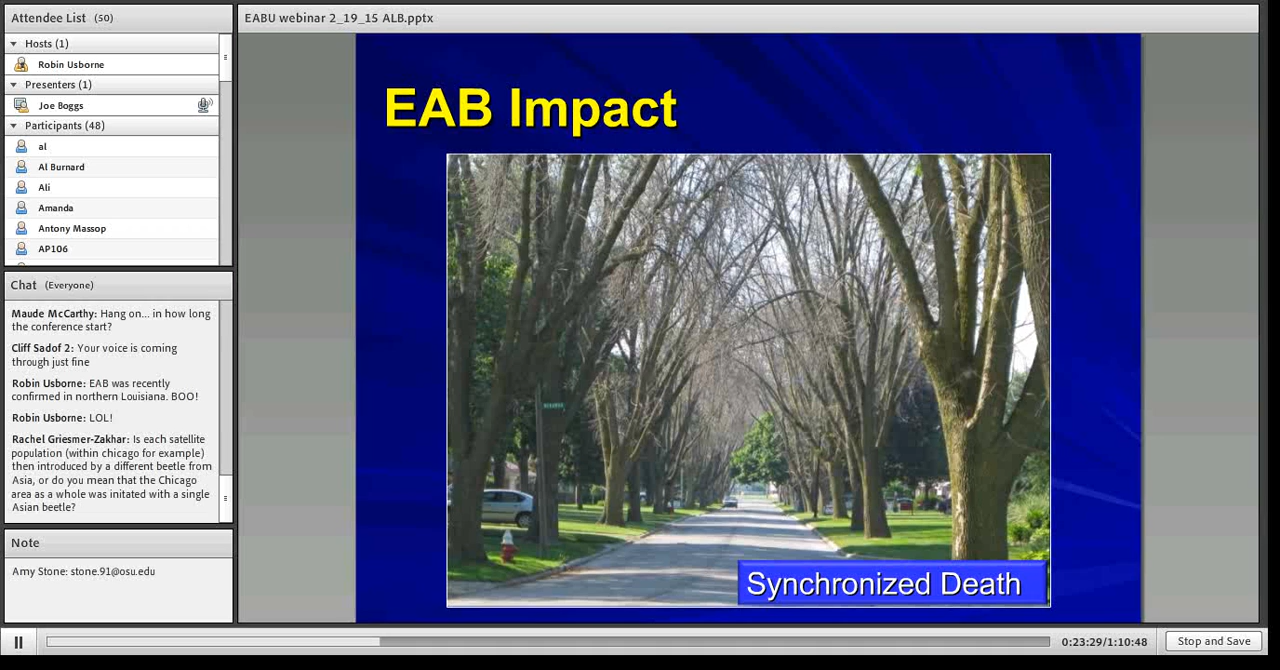 Attendee List (50)
Hosts (1)
Robin Usborne
Presenters (1)
Joe Boggs
Participants (48)
al
Al Burnard
Ali
Amanda
Antony Massop
AP106
Chat (Everyone)
Maude McCarthy: Hang on... in how long
the conference start?
Cliff Sadof 2: Your voice is coming
through just fine
Robin Usborne: EAB was recently
confirmed in northern Louisiana. BOO!
Robin Usborne: LOL!
Rachel Griesmer-Zakhar: Is each satellite
population (within chicago for example)
then introduced by a different beetle from
Asia, or do you mean that the Chicago
area as a whole was initated with a single
Asian beetle?
Note
Amy Stone: stone.91@osu.edu
EABU webinar 2_19_15 ALB.pptx
EAB Impact
Synchronized Death
0:23:29/1:10:48
Stop and Save